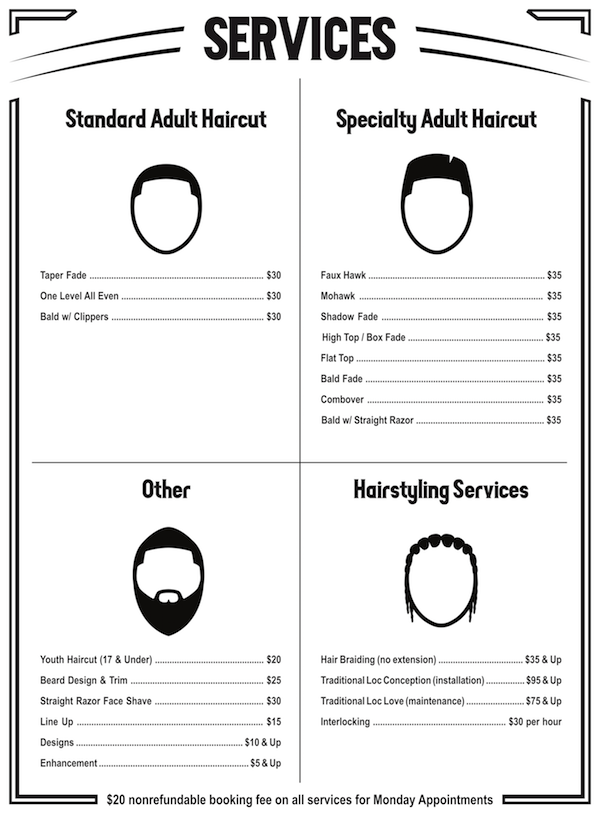 SERVICES
Standard Adult Haircut
Taper Fade ........ $30
One Level All Even ........ $30
Bald w/ Clippers ........ $30
Specialty Adult Haircut
Faux Hawk ........ $35
Mohawk ........ $35
Shadow Fade ........ $35
High Top / Box Fade ........ $35
Flat Top ........ $35
Bald Fade ........ $35
Combover ........ $35
Bald w/ Straight Razor ........ $35
Other
Youth Haircut (17 & Under) ........ $20
Beard Design & Trim ........ $25
Straight Razor Face Shave ........ $30
Line Up ........ $15
Designs ........ $10 & Up
Enhancement ........ $5 & Up
Hairstyling Services
Hair Braiding (no extension) ........ $35 & Up
Traditional Loc Conception (installation) ........ $95 & Up
Traditional Loc Love (maintenance) ........ $75 & Up
Interlocking ........ $30 per hour
$20 nonrefundable booking fee on all services for Monday Appointments